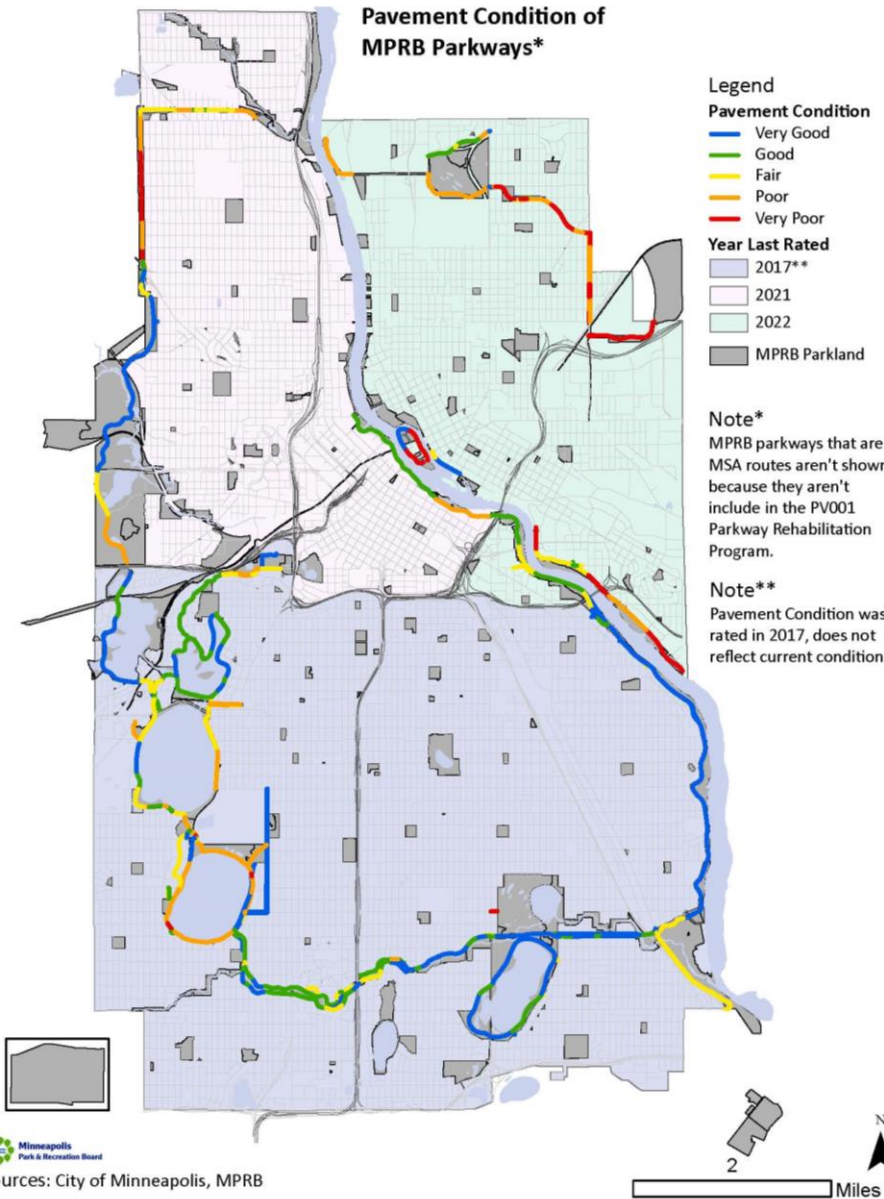 Pavement Condition of
MPRB Parkways*
Legend
Pavement Condition
Very Good
Good
Fair
Poor
Very Poor
Year Last Rated
2017**
2021
2022
MPRB Parkland
Note*
MPRB parkways that are
MSA routes aren't shown
because they aren't
include in the PV001
Parkway Rehabilitation
Program.
Note**
Pavement Condition was
rated in 2017, does not
reflect current condition
Minneapolis
Park & Recreation Board
urces: City of Minneapolis, MPRB
2
Miles
N